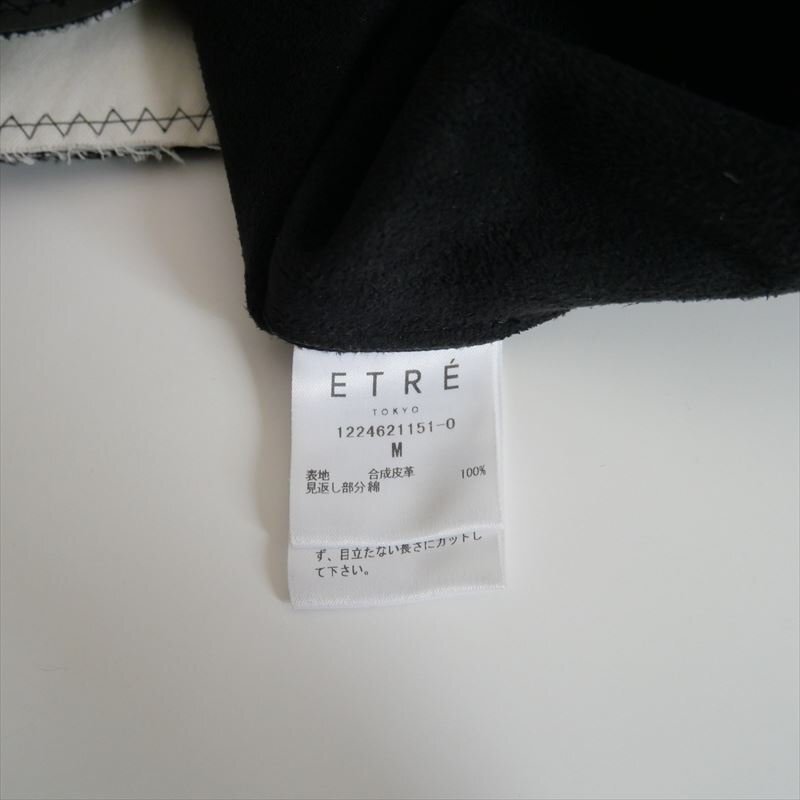 ETRÉ
TOKYO
1224621151-0
M
表地 合成皮革 100%
見返し部分綿
ず、目立たない長さにカットし
て下さい。